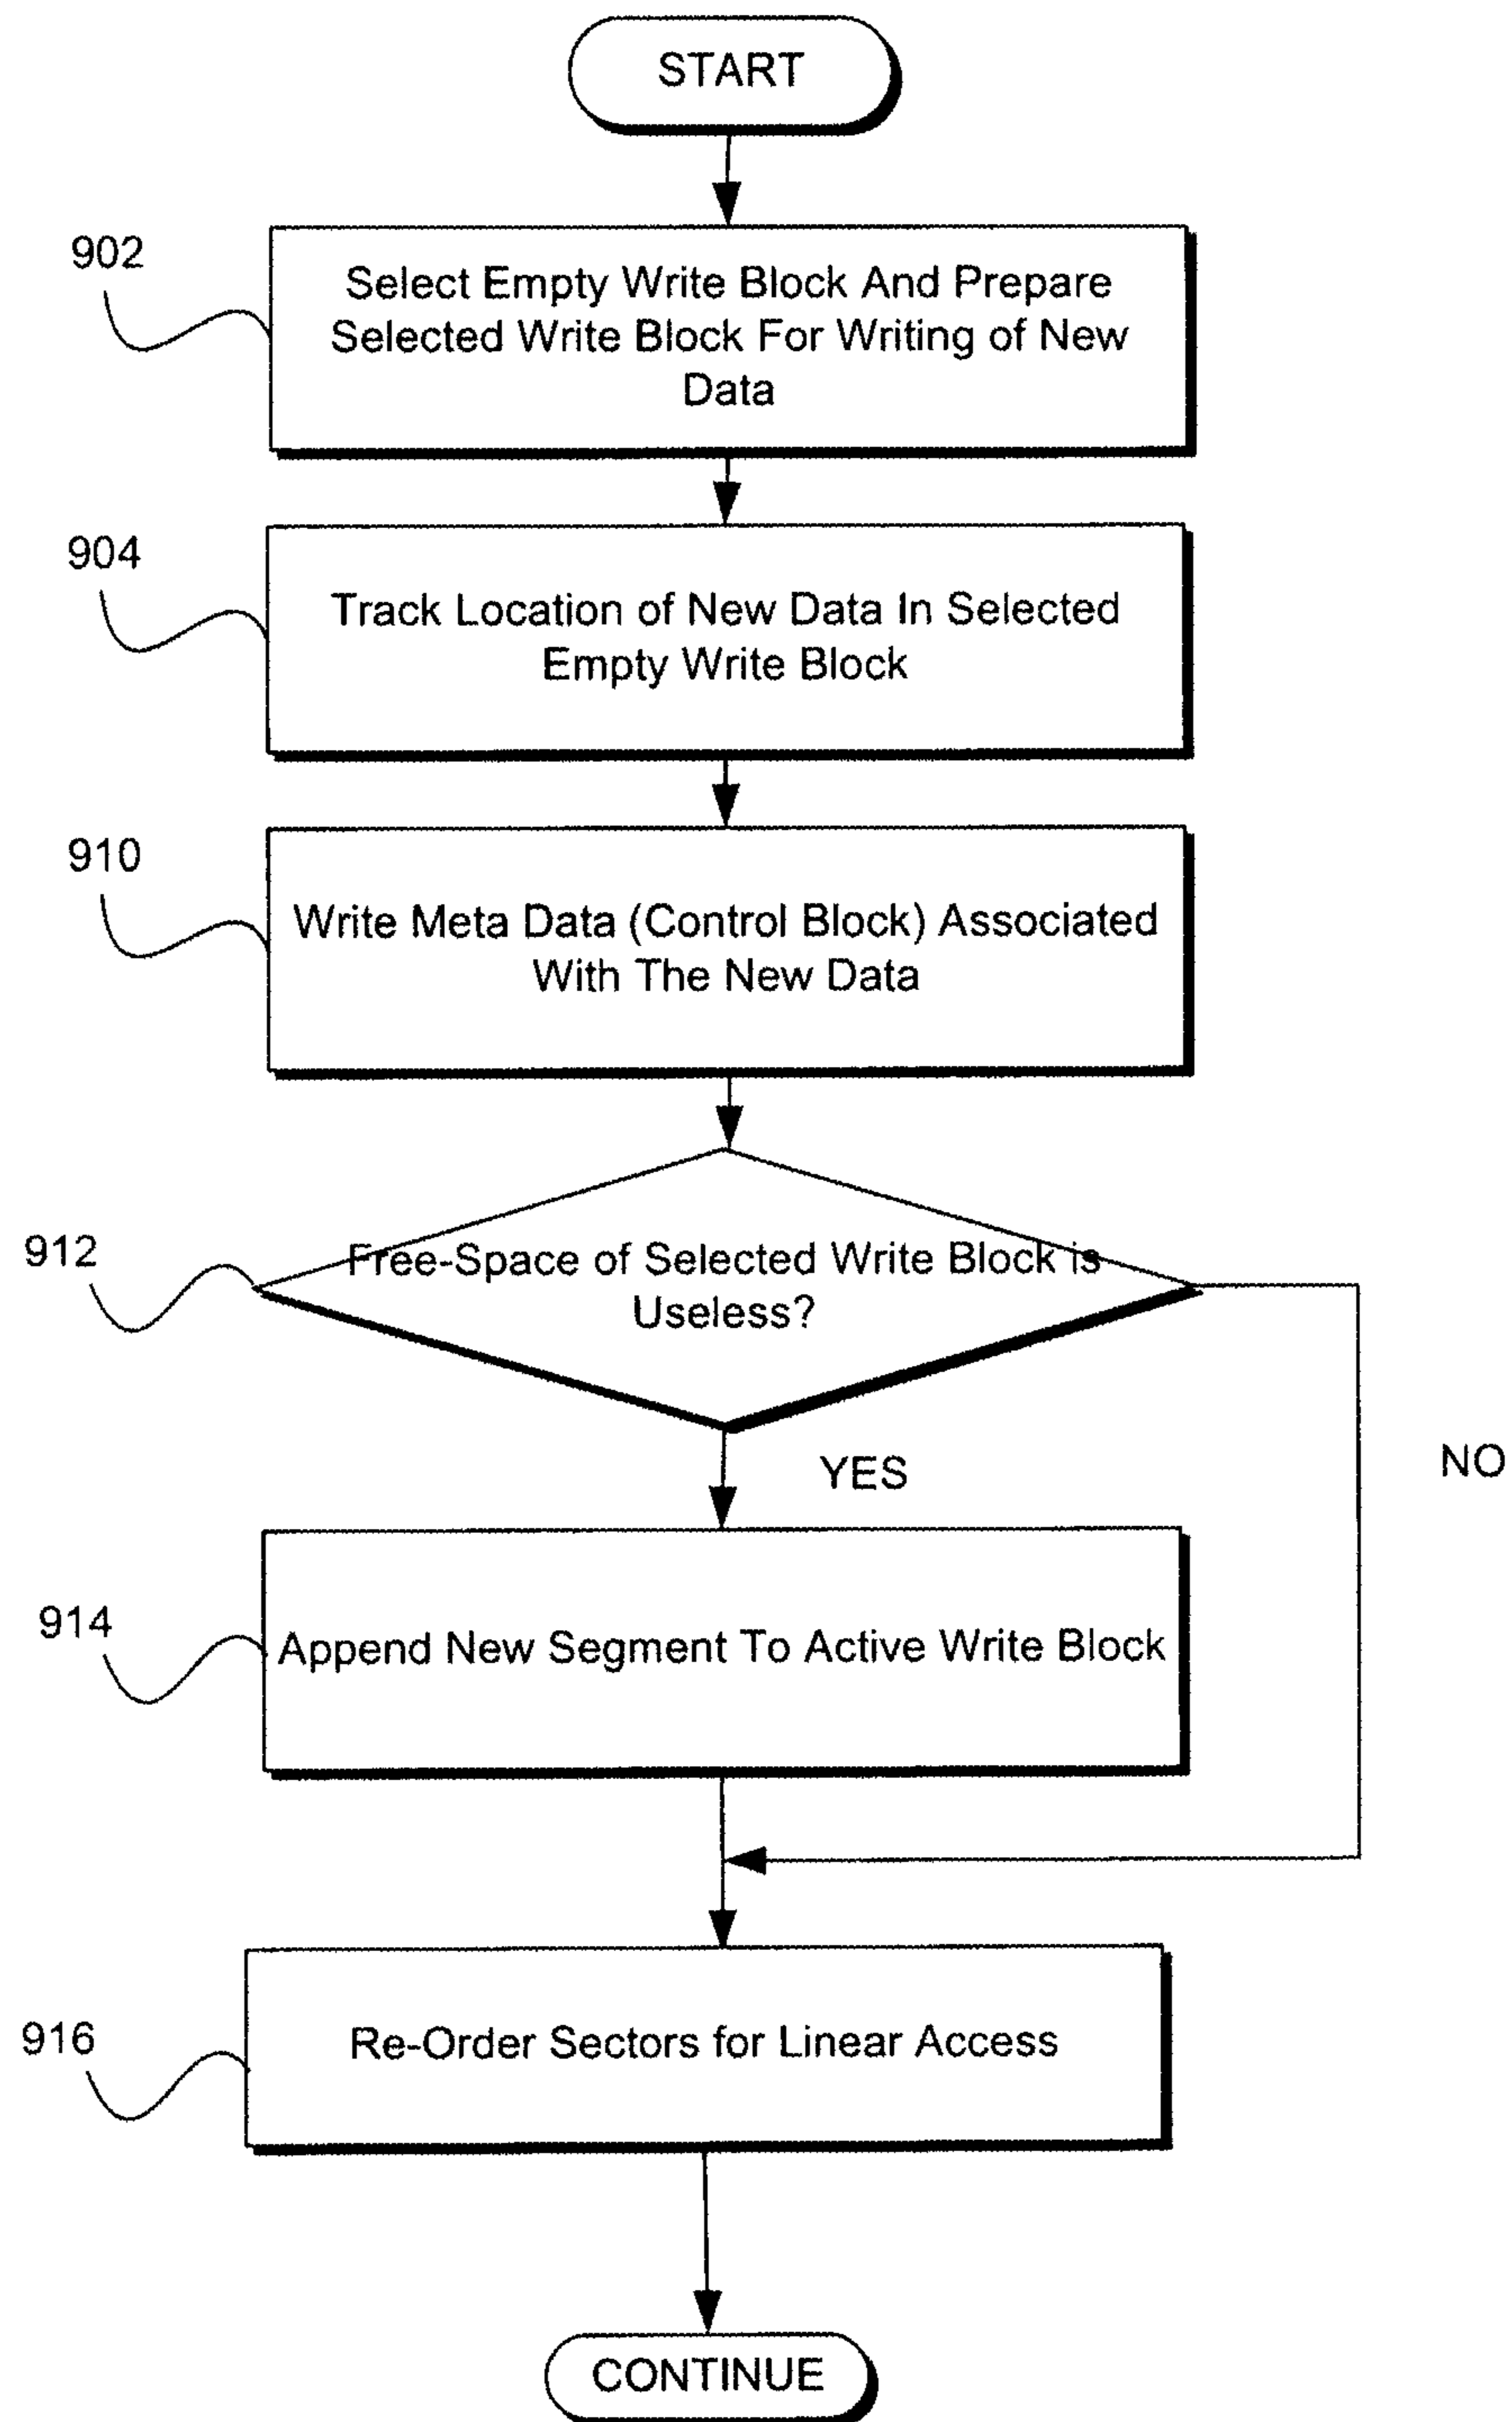 START
902
Select Empty Write Block And Prepare
Selected Write Block For Writing of New
Data
904
Track Location of New Data In Selected
Empty Write Block
910
Write Meta Data (Control Block) Associated
With The New Data
912
Free-Space of Selected Write Block is
Useless?
YES
NO
914
Append New Segment To Active Write Block
916
Re-Order Sectors for Linear Access
CONTINUE